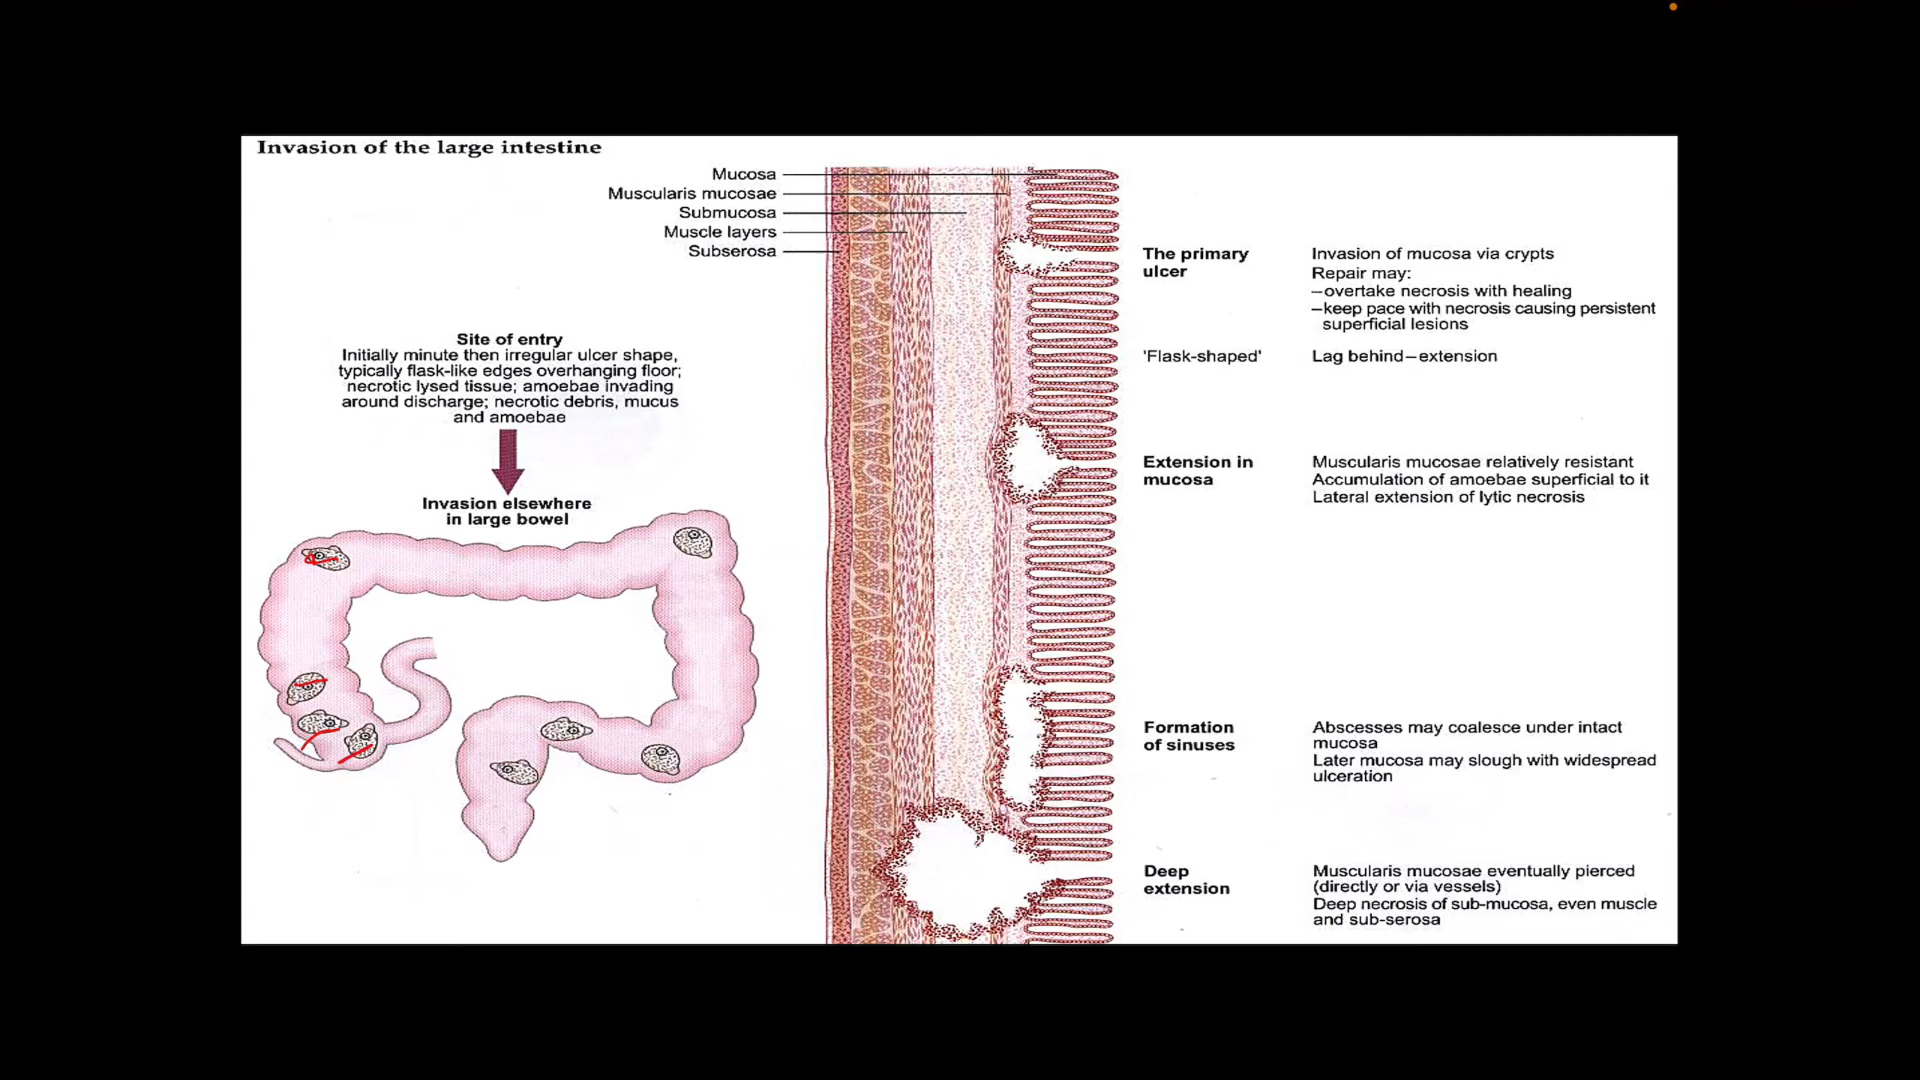 Invasion of the large intestine
Mucosa
Muscularis mucosae
Submucosa
Muscle layers
Subserosa
Site of entry
Initially minute then irregular ulcer shape,
typically flask-like edges overhanging floor;
necrotic lysed tissue; amoebae invading
around discharge; necrotic debris, mucus
and amoebae
Invasion elsewhere
in large bowel
The primary
ulcer
Invasion of mucosa via crypts
Repair may:
–overtake necrosis with healing
–keep pace with necrosis causing persistent
superficial lesions
'Flask-shaped'
Lag behind–extension
Extension in
mucosa
Muscularis mucosae relatively resistant
Accumulation of amoebae superficial to it
Lateral extension of lytic necrosis
Formation
of sinuses
Abscesses may coalesce under intact
mucosa
Later mucosa may slough with widespread
ulceration
Deep
extension
Muscularis mucosae eventually pierced
(directly or via vessels)
Deep necrosis of sub-mucosa, even muscle
and sub-serosa